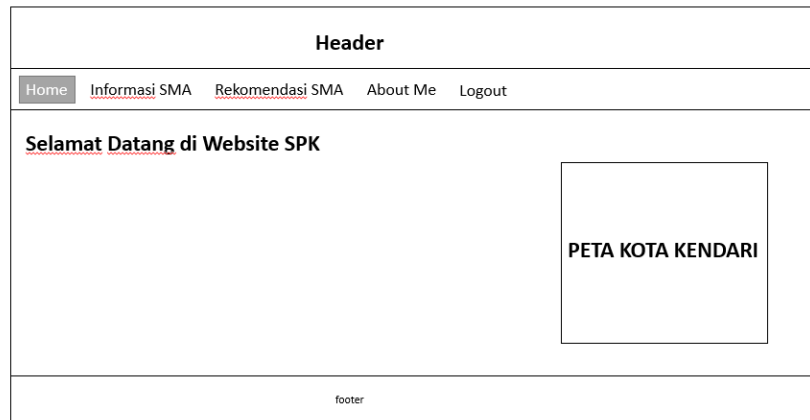 Header
Home Informasi SMA Rekomendasi SMA About Me Logout
Selamat Datang di Website SPK
PETA KOTA KENDARI
footer